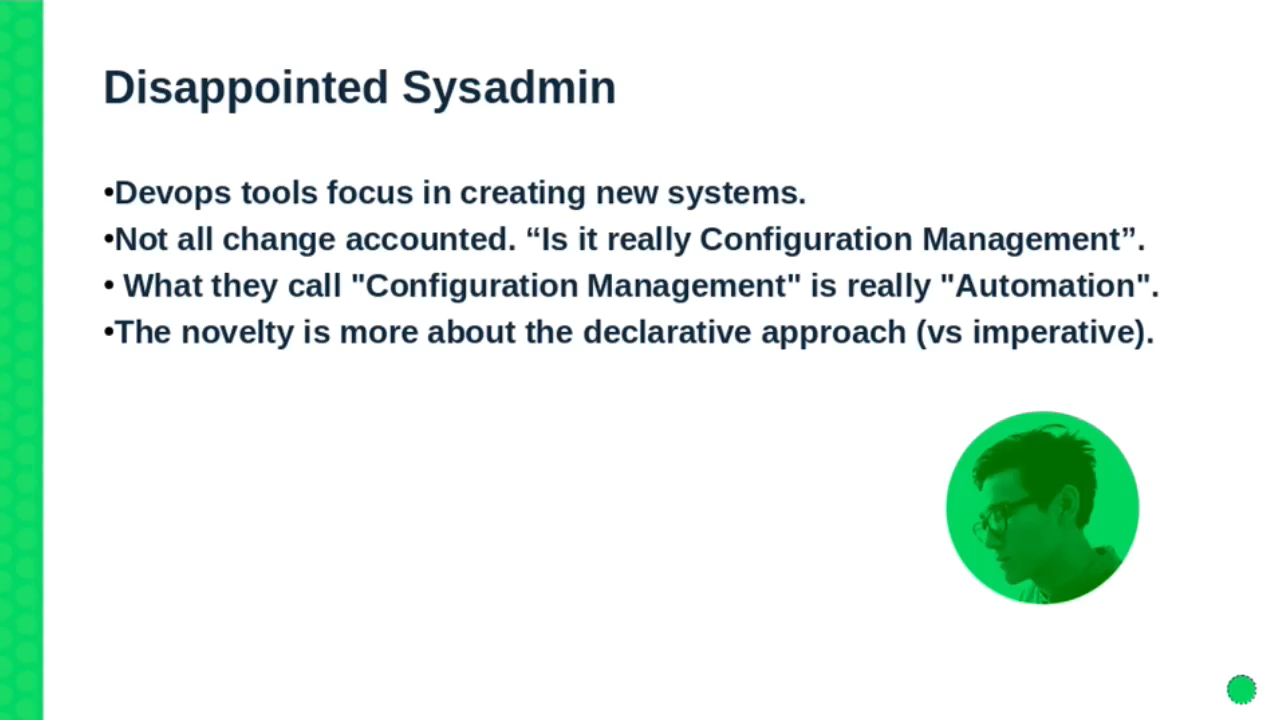 Disappointed Sysadmin
•Devops tools focus in creating new systems.
•Not all change accounted. “Is it really Configuration Management”.
• What they call "Configuration Management" is really "Automation".
•The novelty is more about the declarative approach (vs imperative).